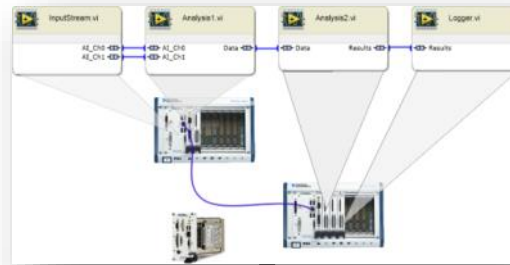 InputStream.vi
Analysis1.vi
Analysis2.vi
Logger.vi
AI_Ch0
AI_Ch0
Data
Data
Results
Results
AI_Ch1
AI_Ch1